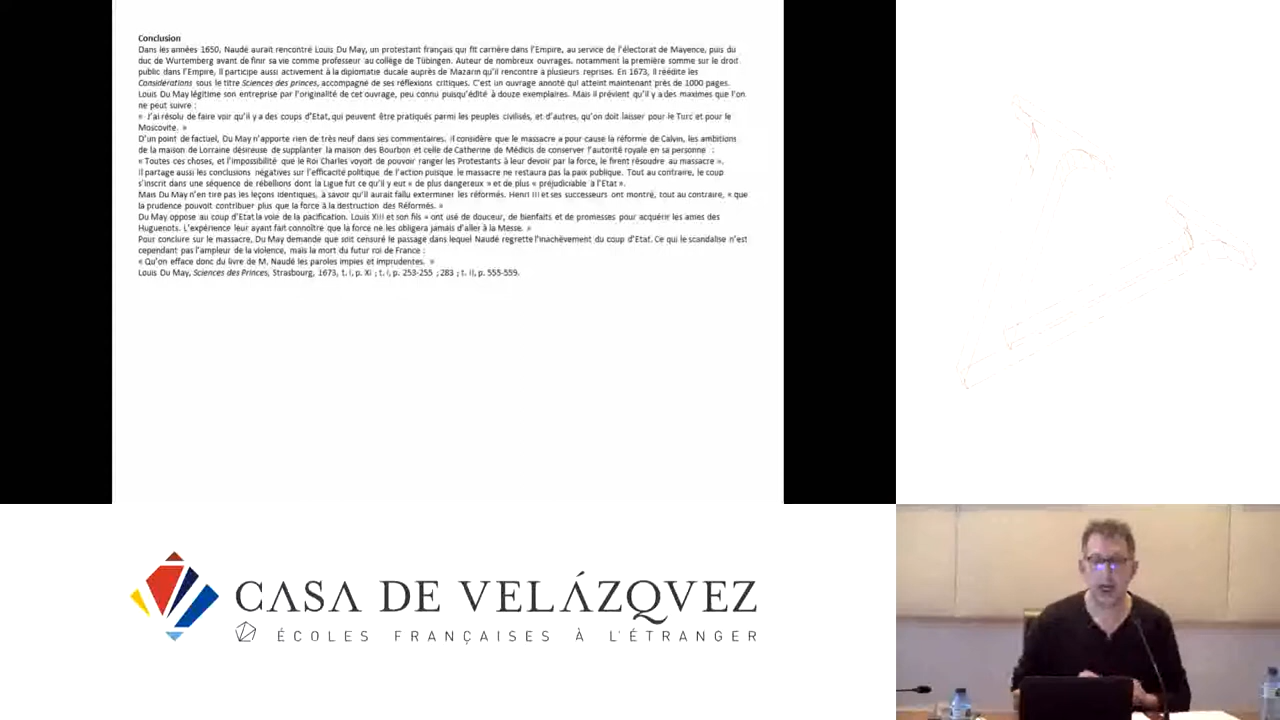 Conclusion
Dans les années 1650, Naudé aurait rencontré Louis Du May, un protestant français qui fit carrière dans l'Empire, au service de l'électorat de Mayence, puis du
duc de Wurtemberg avant de finir sa vie comme professeur au collège de Tübingen. Auteur de nombreux ouvrages. notamment la première somme sur le droit
public dans l'Empire, il participe aussi activement à la diplomatie ducale auprès de Mazarin qu'il rencontre à plusieurs reprises. En 1673, il réédite les
Considérations sous le titre Sciences des princes, accompagné de ses réflexions critiques. C'est un ouvrage annoté qui atteint maintenant près de 1000 pages.
Louis Du May légitime son entreprise par l'originalité de cet ouvrage, peu connu puisqu'édité à douze exemplaires. Mais il prévient qu'il y a des maximes que l'on
ne peut suivre :
« J'ai résolu de faire voir qu'il y a des coups d'Etat, qui peuvent être pratiqués parmi les peuples civilisés, et d'autres, qu'on doit laisser pour le Turc et pour le
Moscovite. »
D'un point de factuel, Du May n'apporte rien de très neuf dans ses commentaires. Il considère que le massacre a pour cause la réforme de Calvin, les ambitions
de la maison de Lorraine désireuse de supplanter la maison des Bourbon et celle de Catherine de Médicis de conserver l'autorité royale en sa personne :
« Toutes ces choses, et l'impossibilité que le Roi Charles voyait de pouvoir ranger les Protestants à leur devoir par la force, le firent résoudre au massacre ».
Il partage aussi les conclusions négatives sur l'efficacité politique de l'action puisque le massacre ne restaura pas la paix publique. Tout au contraire, le coup
s'inscrit dans une séquence de rébellions dont la Ligue fut ce qu'il y eut « de plus dangereux » et de plus « préjudiciable a l'Etat ».
Mais Du May n'en tire pas les leçons identiques, à savoir qu'il aurait fallu exterminer les réformés. Henri III et ses successeurs ont montré, tout au contraire, « que
la prudence pouvoit contribuer plus que la force à la destruction des Réformés. »
Du May oppose au coup d'Etat la voie de la pacification. Louis XIII et son fils « ont usé de douceur, de bienfaits et de promesses pour acquérir les ames des
Huguenots. L'expérience leur ayant fait connoître que la force ne les obligera jamais d'aller à la Messe. »
Pour conclure sur le massacre, Du May demande que soit censuré le passage dans lequel Naudé regrette l'inachèvement du coup d'Etat. Ce qui le scandalise n'est
cependant pas l'ampleur de la violence, mais la mort du futur roi de France :
« Qu'on efface donc du livre de M. Naudé les paroles impies et imprudentes. »
Louis Du May, Sciences des Princes, Strasbourg, 1673, t. I, p. XI ; t. I, p. 253-255 ; 283 ; t. II, p. 555-559.
CASA DE VELÁZQVEZ
ÉCOLES FRANÇAISES À L'ÉTRANGER